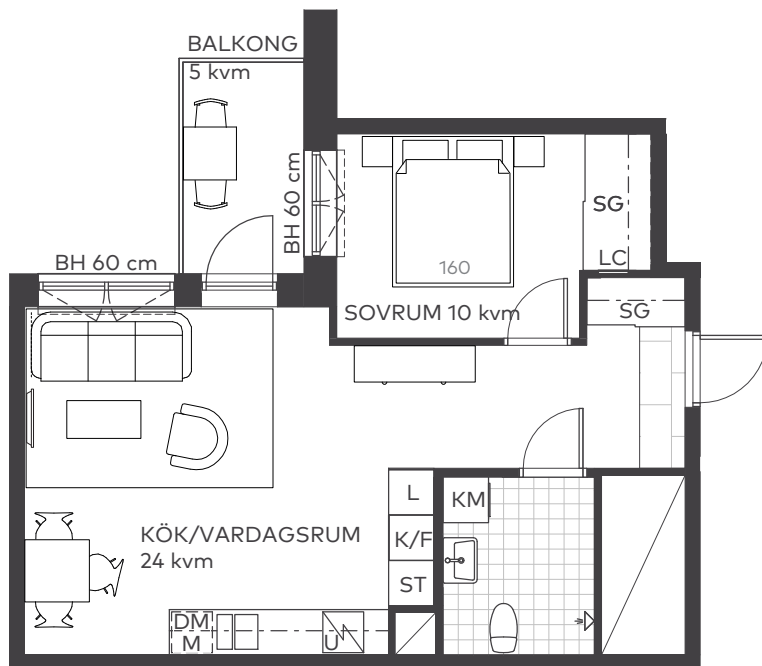 BALKONG
5 kvm
BH 60 cm
BH 60 cm
160
SG
LC
SOVRUM 10 kvm
SG
KÖK/VARDAGSRUM
24 kvm
L
K/F
ST
KM
DM
M
U